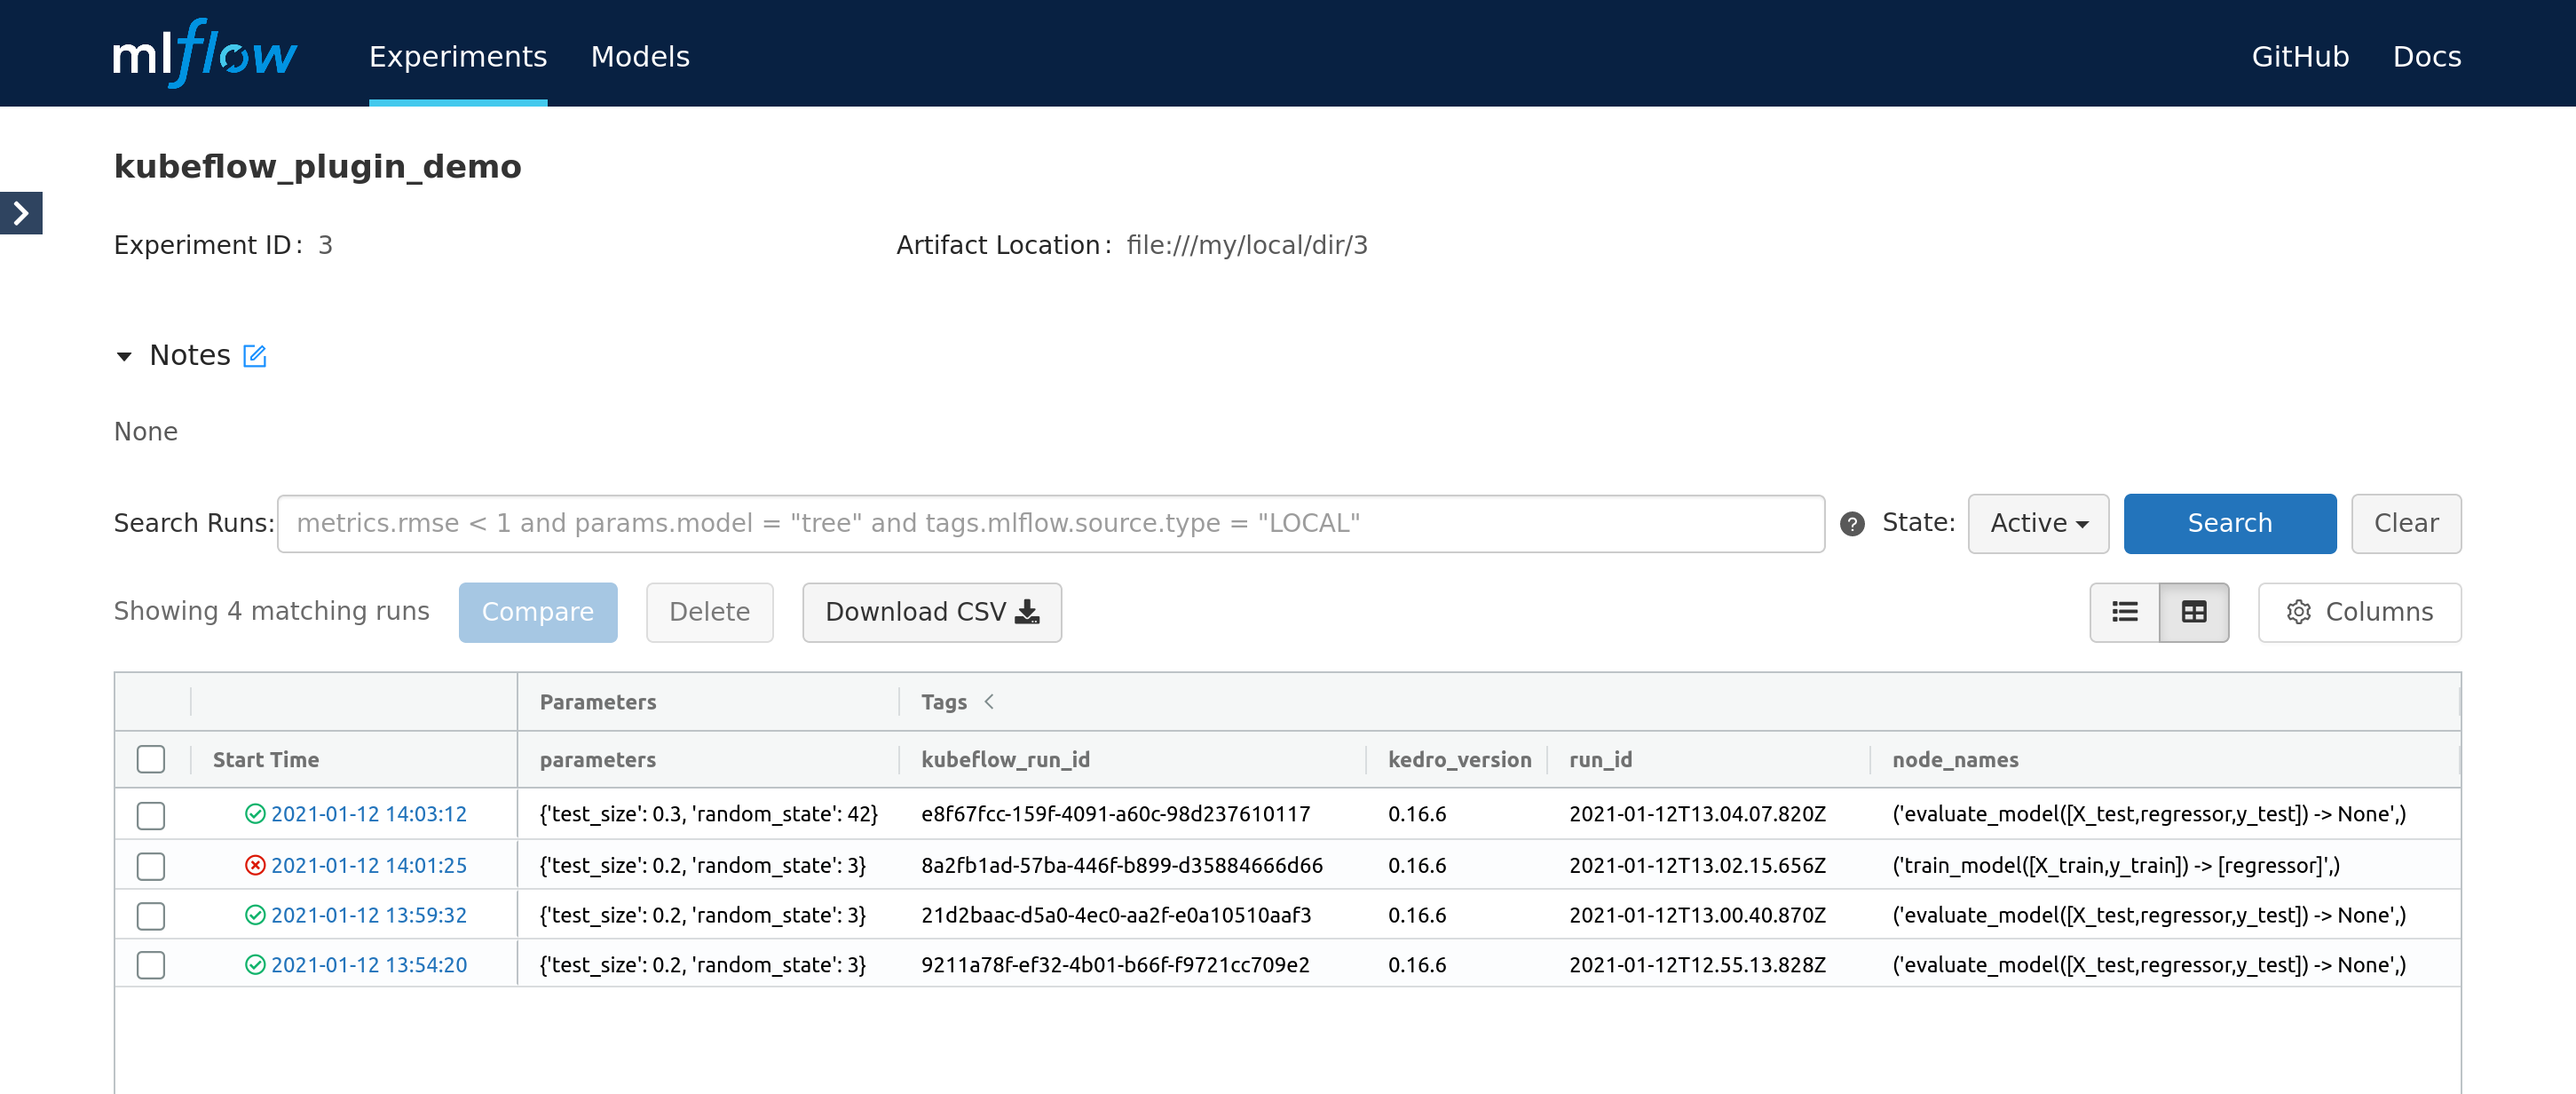 mlflow Experiments Models GitHub Docs
kubeflow_plugin_demo
Experiment ID: 3 Artifact Location: file:///my/local/dir/3
Notes
None
Search Runs: metrics.rmse < 1 and params.model = "tree" and tags.mlflow.source.type = "LOCAL" ? State: Active Search Clear
Showing 4 matching runs Compare Delete Download CSV Columns
Parameters Tags <
Start Time parameters kubeflow_run_id kedro_version run_id node_names
2021-01-12 14:03:12 {'test_size': 0.3, 'random_state': 42} e8f67fcc-159f-4091-a60c-98d237610117 0.16.6 2021-01-12T13.04.07.820Z ('evaluate_model([X_test,regressor,y_test]) -> None',)
2021-01-12 14:01:25 {'test_size': 0.2, 'random_state': 3} 8a2fb1ad-57ba-446f-b899-d35884666d66 0.16.6 2021-01-12T13.02.15.656Z ('train_model([X_train,y_train]) -> [regressor]',)
2021-01-12 13:59:32 {'test_size': 0.2, 'random_state': 3} 21d2baac-d5a0-4ec0-aa2f-e0a10510aaf3 0.16.6 2021-01-12T13.00.40.870Z ('evaluate_model([X_test,regressor,y_test]) -> None',)
2021-01-12 13:54:20 {'test_size': 0.2, 'random_state': 3} 9211a78f-ef32-4b01-b66f-f9721cc709e2 0.16.6 2021-01-12T12.55.13.828Z ('evaluate_model([X_test,regressor,y_test]) -> None',)